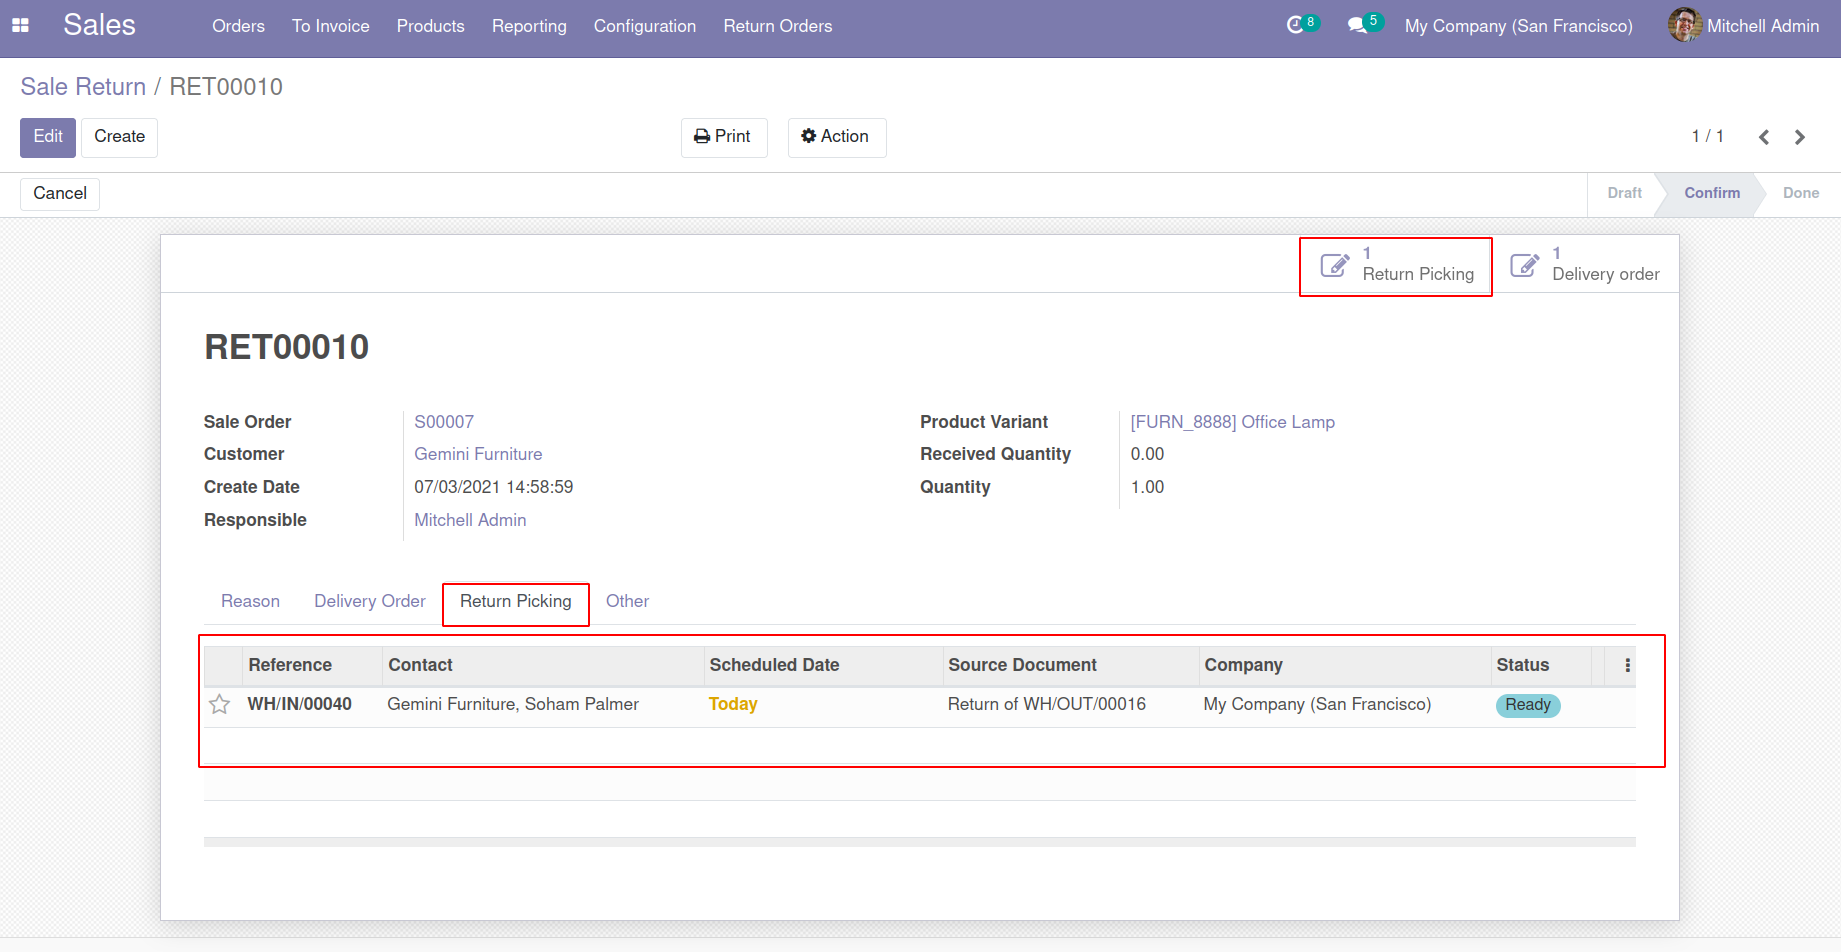 Sales Orders To Invoice Products Reporting Configuration Return Orders 8 5 My Company (San Francisco) Mitchell Admin
Sale Return / RET00010
Edit Create Print Action 1 / 1
Cancel Draft Confirm Done
1 Return Picking
1 Delivery order
RET00010
Sale Order S00007
Customer Gemini Furniture
Create Date 07/03/2021 14:58:59
Responsible Mitchell Admin
Product Variant [FURN_8888] Office Lamp
Received Quantity 0.00
Quantity 1.00
Reason Delivery Order Return Picking Other
Reference Contact Scheduled Date Source Document Company Status
WH/IN/00040 Gemini Furniture, Soham Palmer Today Return of WH/OUT/00016 My Company (San Francisco) Ready